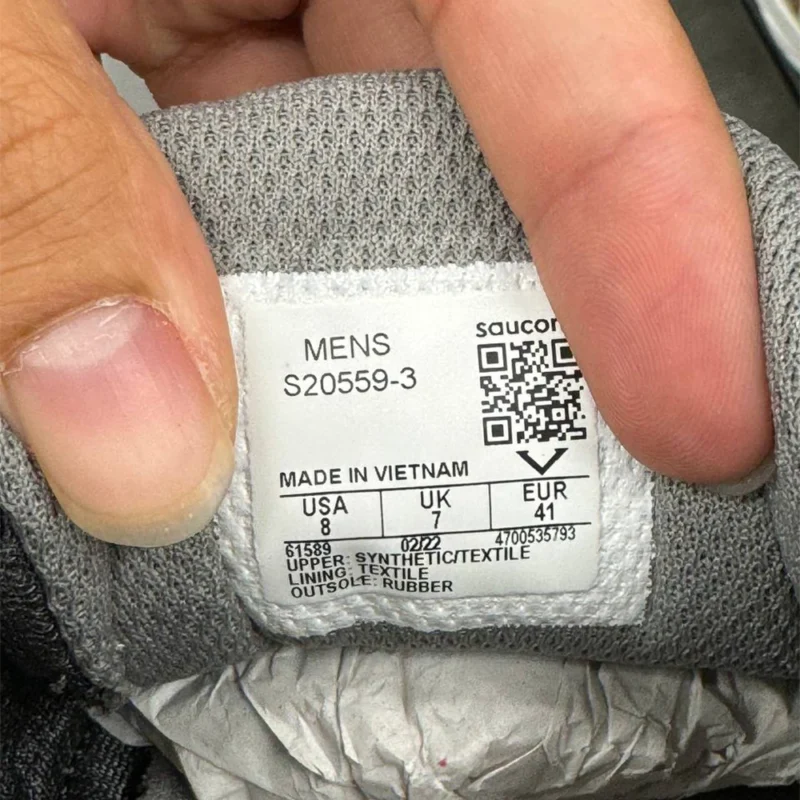 saucon
MENS
S20559-3
MADE IN VIETNAM
USA UK EUR
8 7 41
61589 02/22 4700535793
UPPER: SYNTHETIC/TEXTILE
LINING: TEXTILE
OUTSOLE: RUBBER